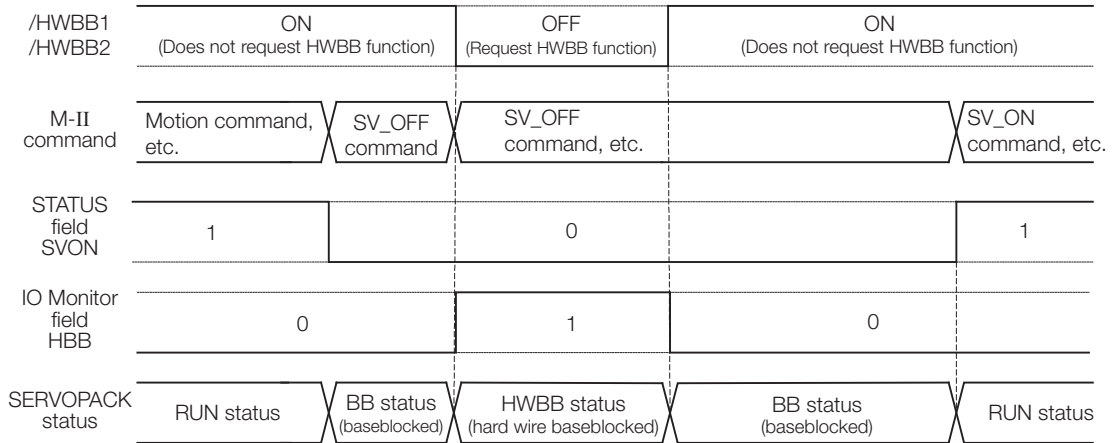 /HWBB1
/HWBB2
ON
(Does not request HWBB function)
OFF
(Request HWBB function)
ON
(Does not request HWBB function)
M-II
command
Motion command,
etc.
SV_OFF
command
SV_OFF
command, etc.
SV_ON
command, etc.
STATUS
field
SVON
1
0
1
IO Monitor
field
HBB
0
1
0
SERVOPACK
status
RUN status
BB status
(baseblocked)
HWBB status
(hard wire baseblocked)
BB status
(baseblocked)
RUN status